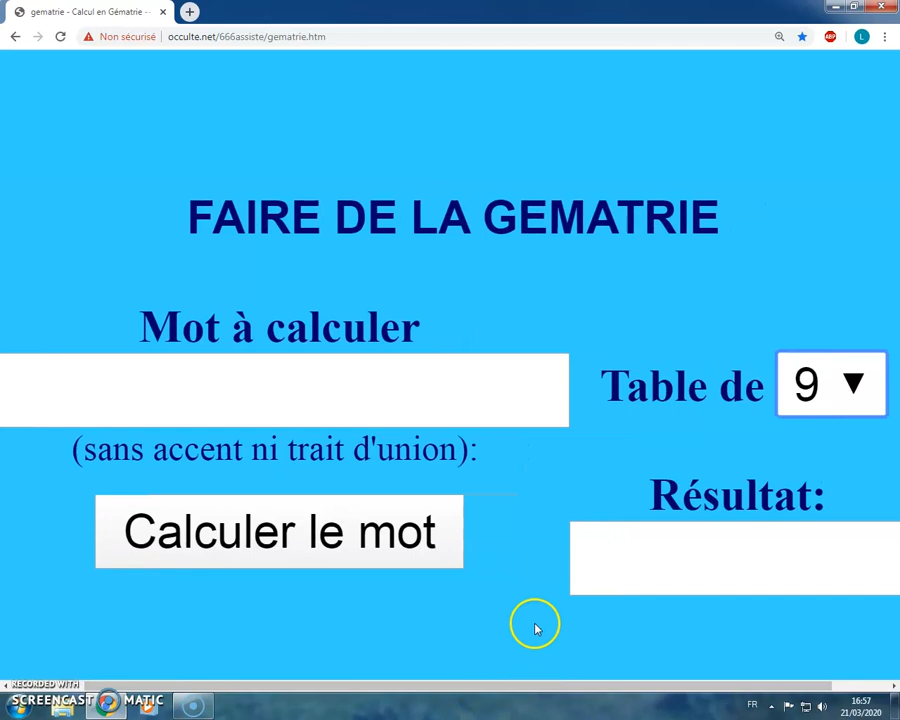 gematrie - Calcul en Gématrie - -
Non sécurisé
occulte.net/666assiste/gematrie.htm
ABP
L
FAIRE DE LA GEMATRIE
Mot à calculer
Table de 9
(sans accent ni trait d'union):
Résultat:
Calculer le mot
RECORDED WITH
SCREENCAST MATIC
FR
16:57
21/03/2020